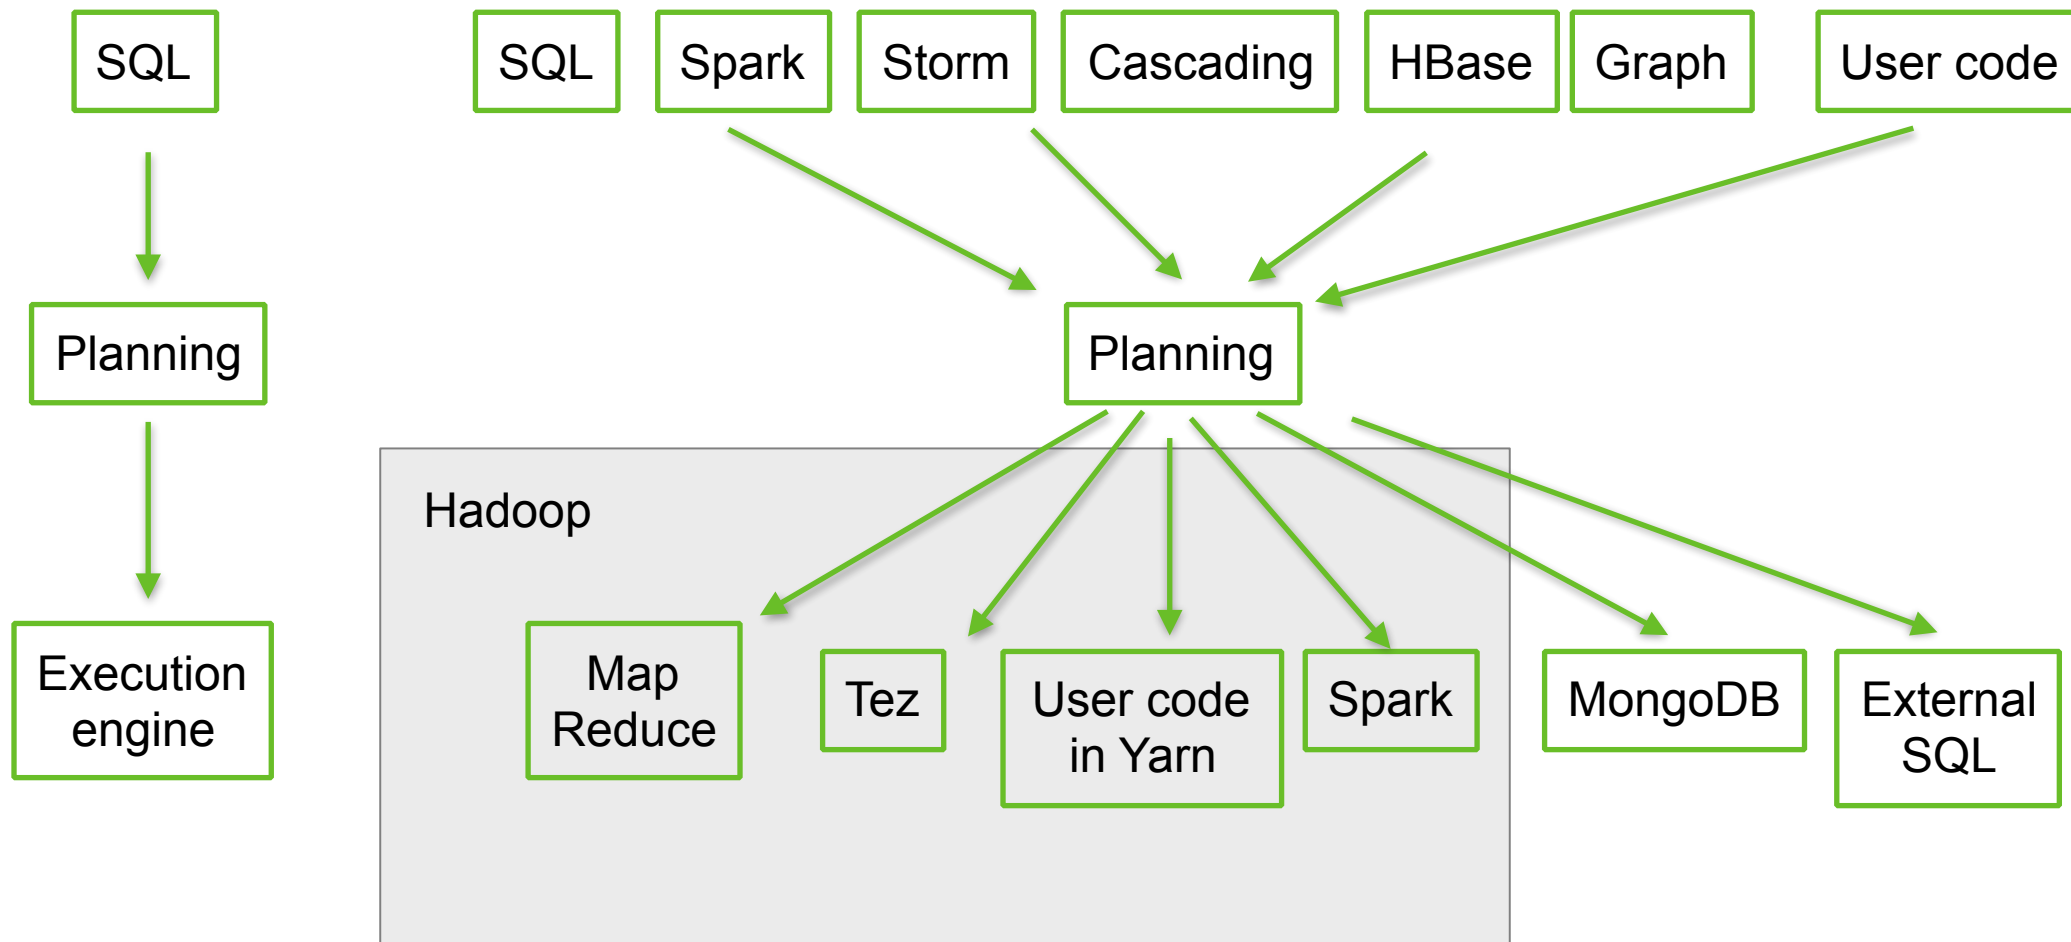 SQL
SQL
Spark
Storm
Cascading
HBase
Graph
User code
Planning
Planning
Hadoop
Execution
engine
Map
Reduce
Tez
User code
in Yarn
Spark
MongoDB
External
SQL